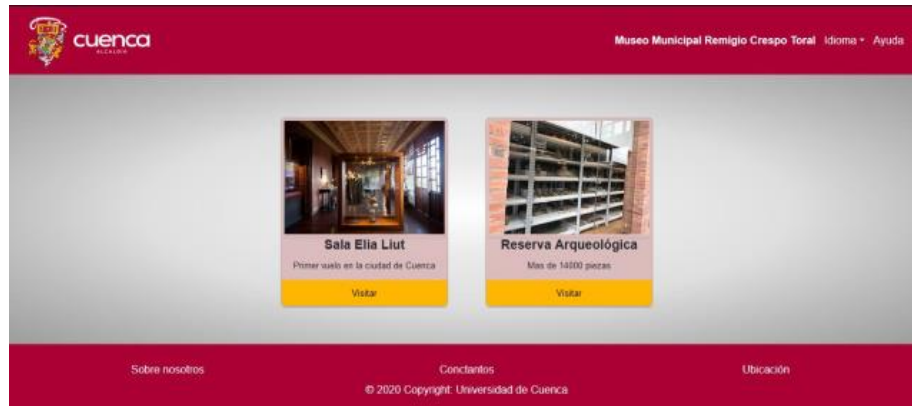 cuenca
ALCALDÍA
Museo Municipal Remigio Crespo Toral Idioma Ayuda
Sala Elia Liut
Primer vuelo en la ciudad de Cuenca
Visitar
Reserva Arqueológica
Mas de 14000 piezas
Visitar
Sobre nosotros
Conctantos
Ubicación
© 2020 Copyright: Universidad de Cuenca